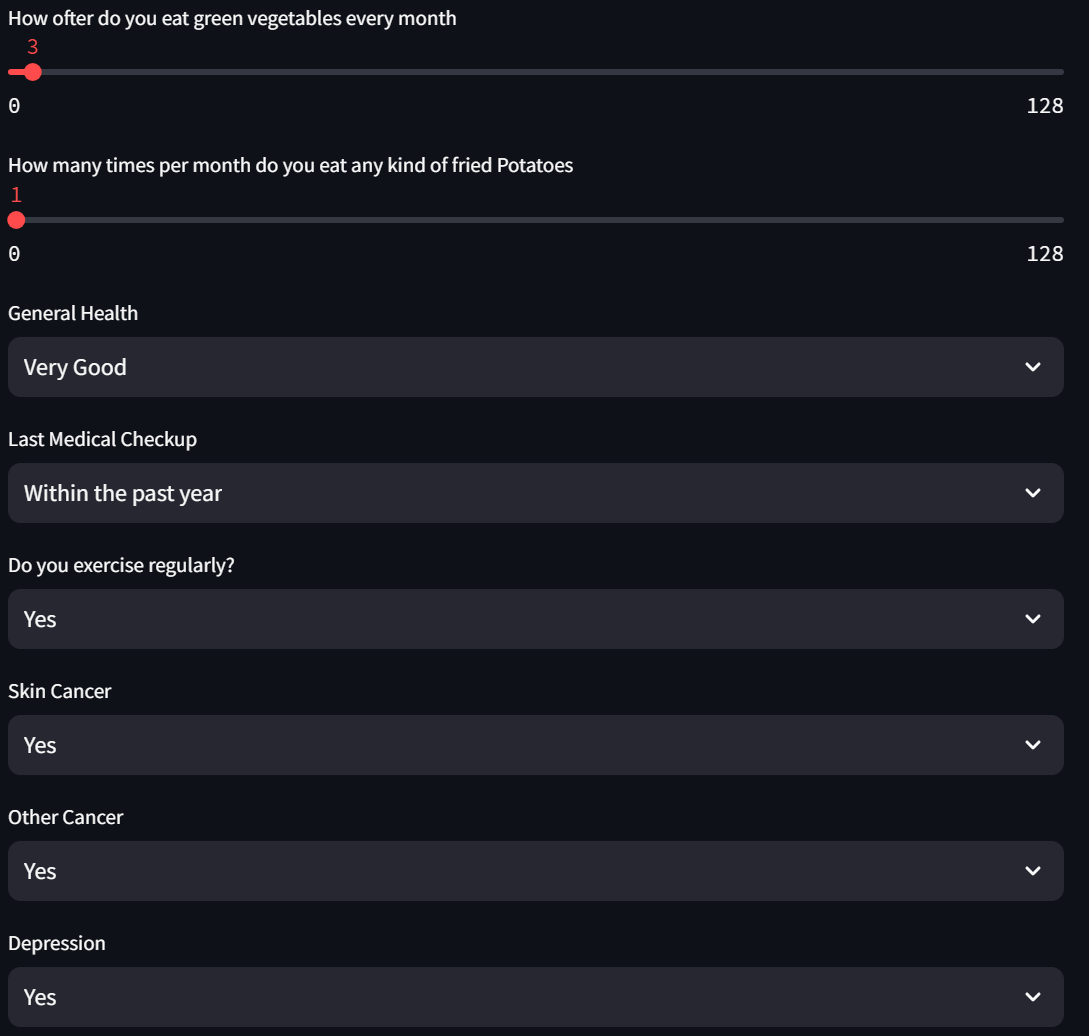 How ofter do you eat green vegetables every month
3
0 128
How many times per month do you eat any kind of fried Potatoes
1
0 128
General Health
Very Good
Last Medical Checkup
Within the past year
Do you exercise regularly?
Yes
Skin Cancer
Yes
Other Cancer
Yes
Depression
Yes